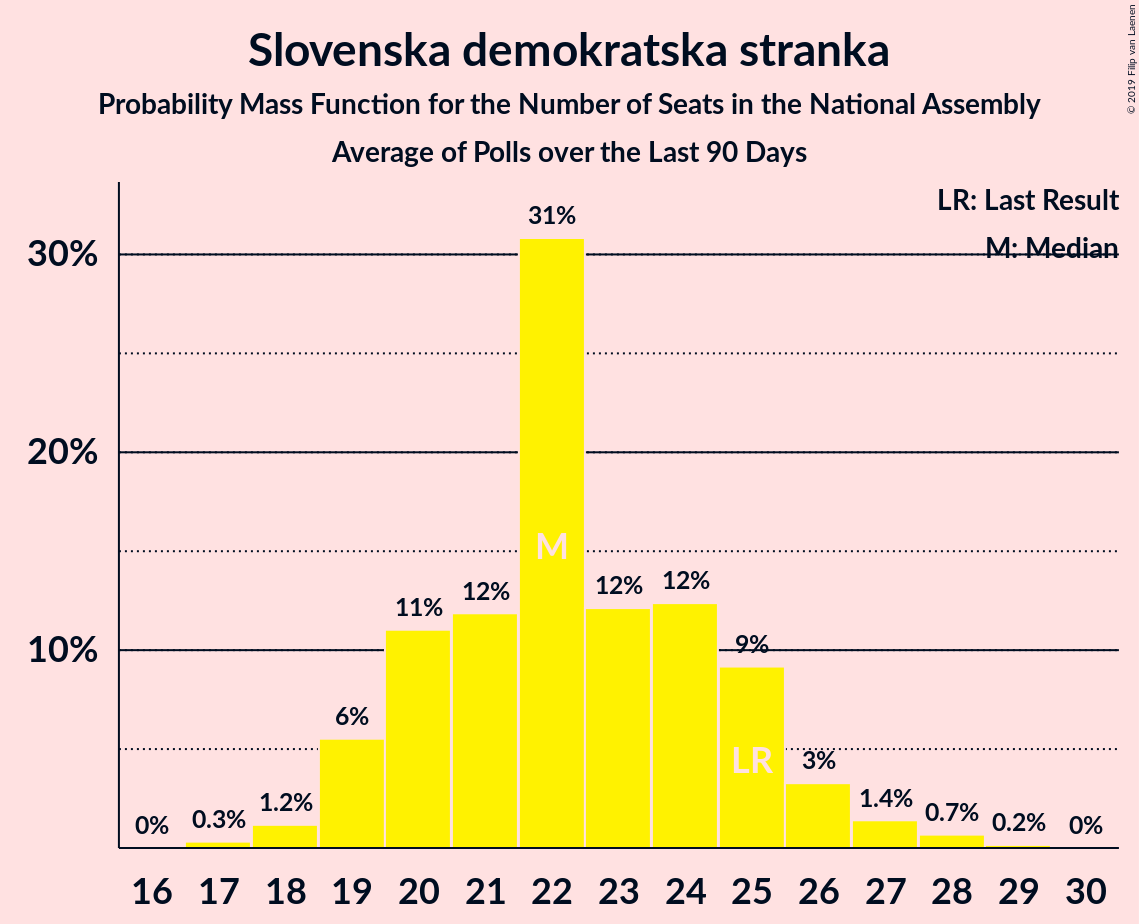 Slovenska demokratska stranka
Probability Mass Function for the Number of Seats in the National Assembly
Average of Polls over the Last 90 Days
© 2019 Filip van Laenen
LR: Last Result
M: Median
30%
20%
10%
0%
0.3%
1.2%
6%
11%
12%
31%
12%
12%
9%
3%
1.4%
0.7%
0.2%
0%
M
LR
16 17 18 19 20 21 22 23 24 25 26 27 28 29 30